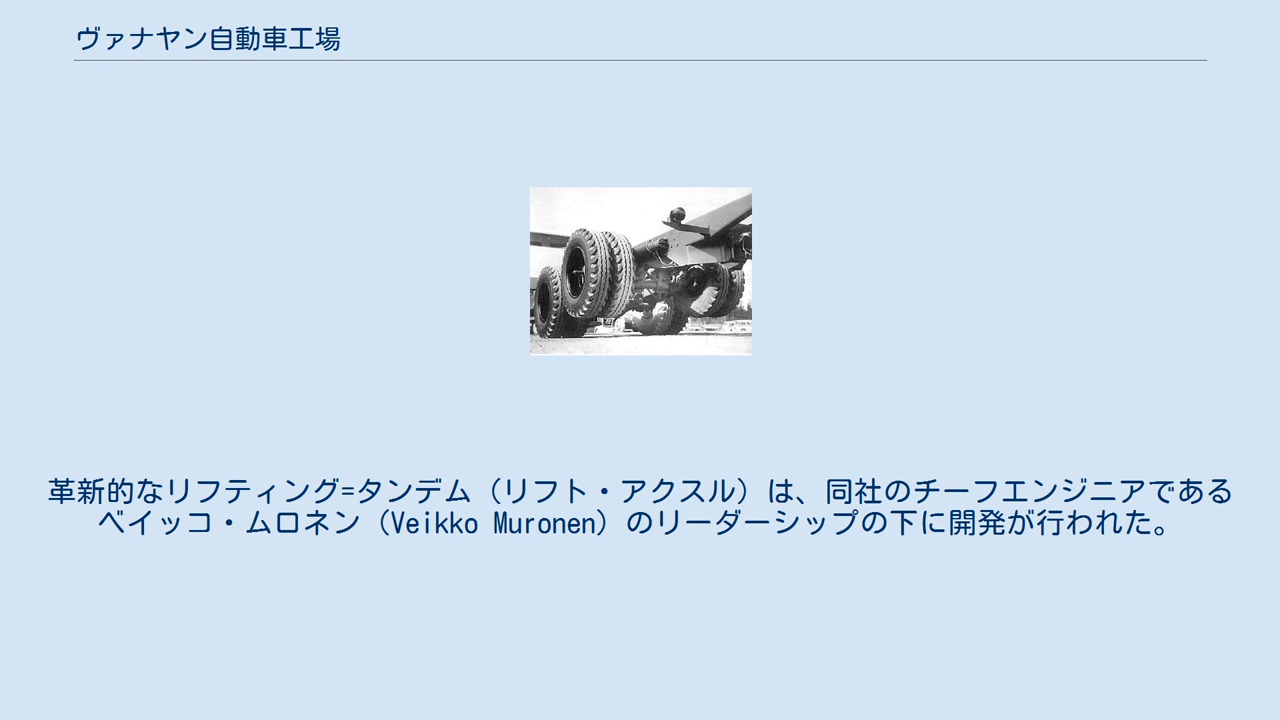 ヴァナヤン自動車工場
革新的なリフティング=タンデム（リフト・アクスル）は、同社のチーフエンジニアである
ベイッコ・ムロネン（Veikko Muronen）のリーダーシップの下に開発が行われた。